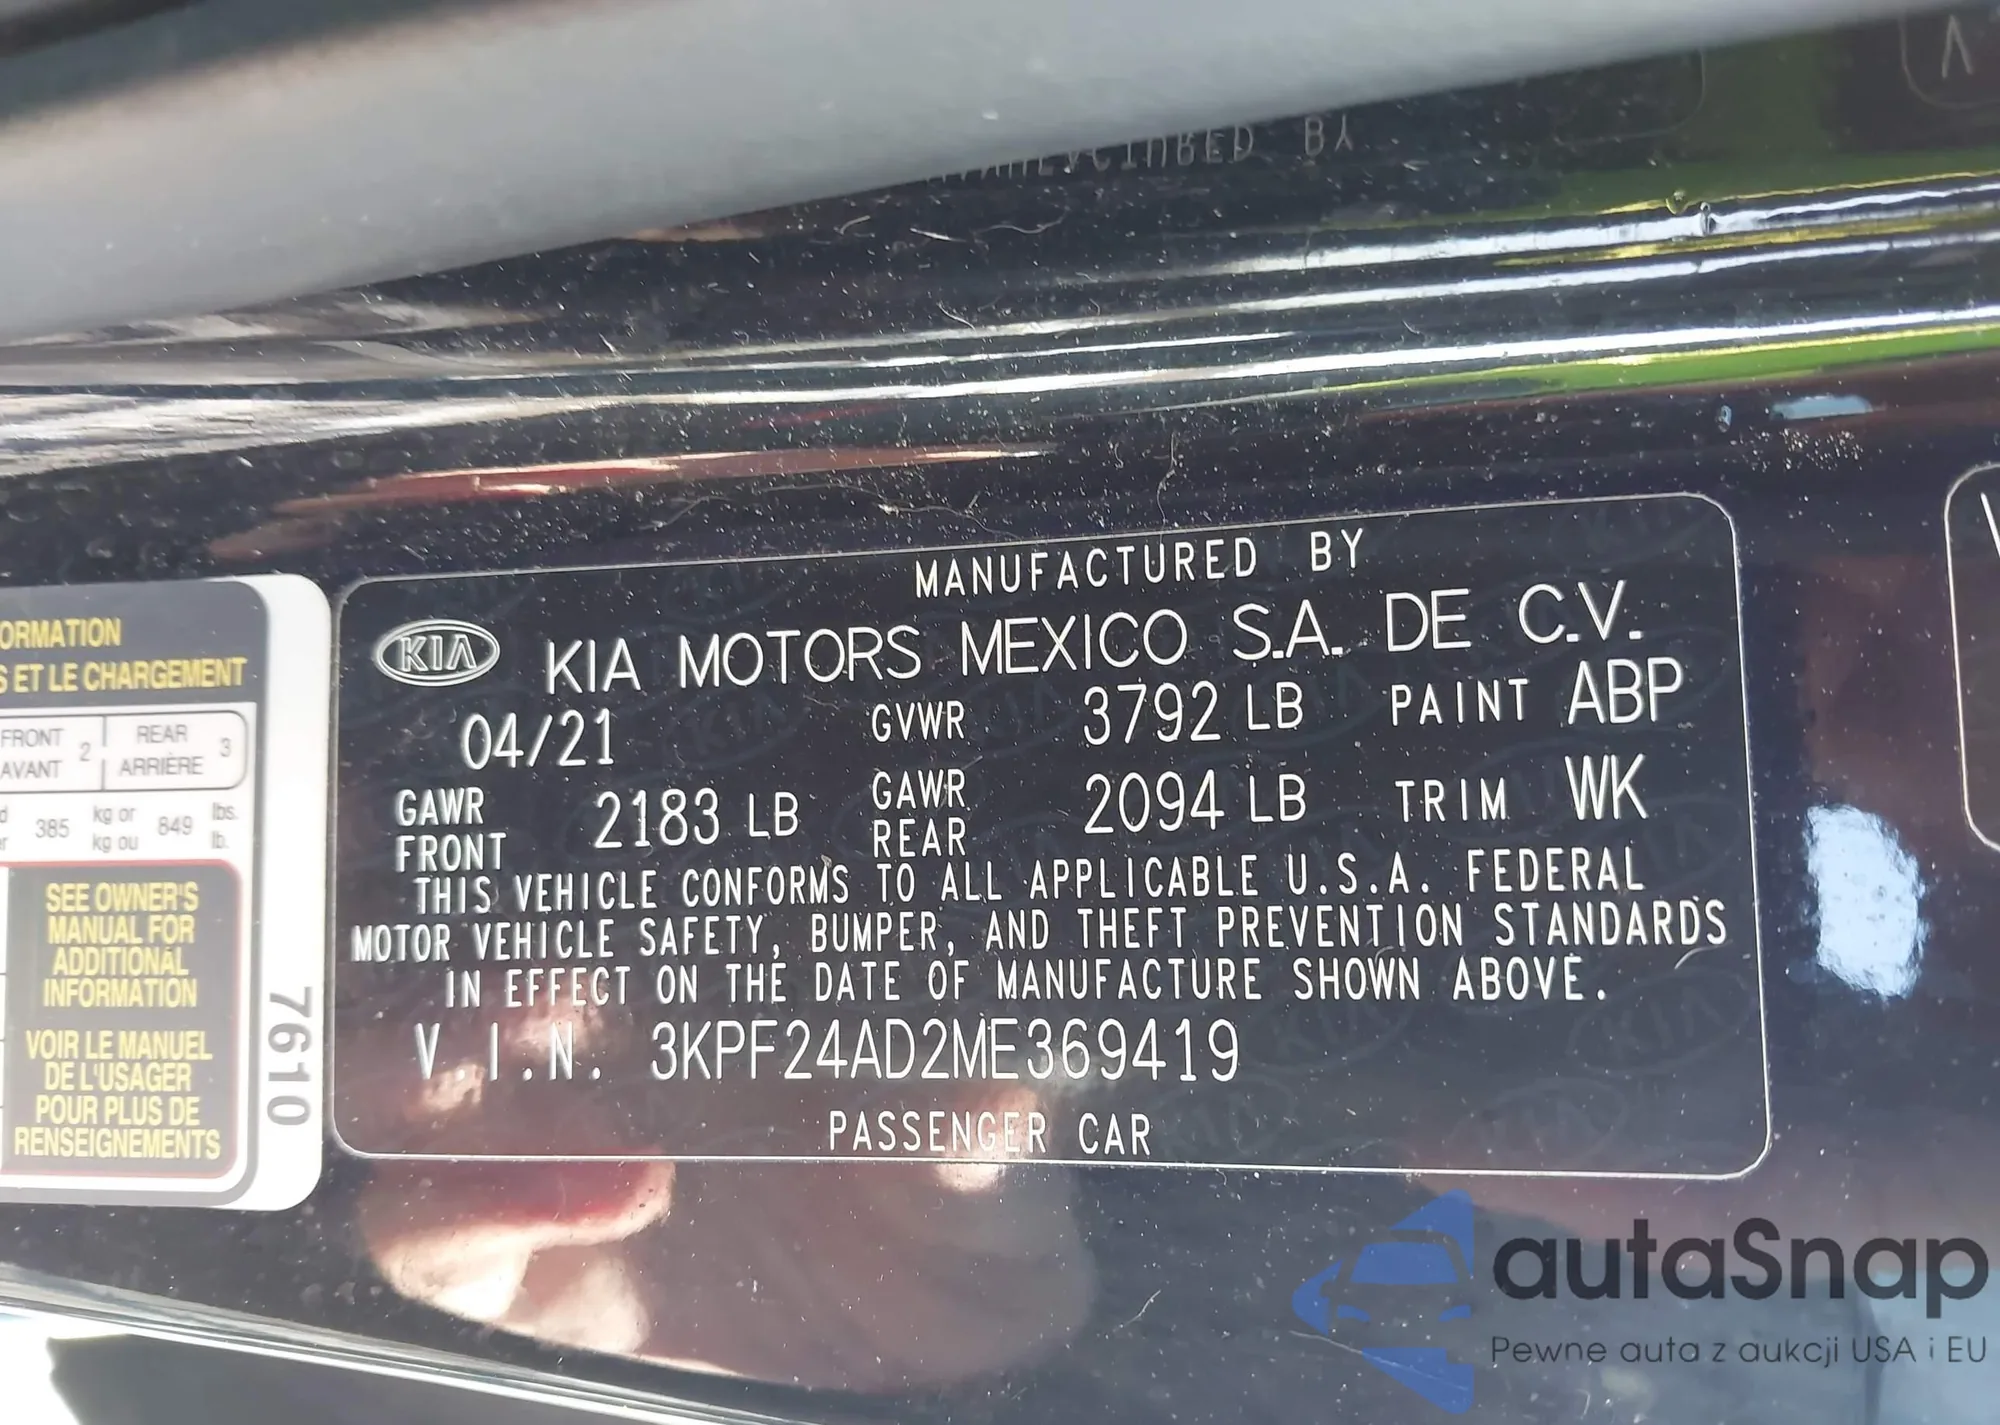 MANUFACTURED BY
ORMATION
S ET LE CHARGEMENT
FRONT 2 REAR 3
AVANT ARRIÈRE
385 kg or 849 lbs.
kg ou lb.
SEE OWNER'S
MANUAL FOR
ADDITIONAL
INFORMATION
VOIR LE MANUEL
DE L'USAGER
POUR PLUS DE
RENSEIGNEMENTS
7610
MANUFACTURED BY
KIA KIA MOTORS MEXICO S.A. DE C.V.
04/21 GVWR 3792 LB PAINT ABP
GAWR FRONT 2183 LB GAWR REAR 2094 LB TRIM WK
THIS VEHICLE CONFORMS TO ALL APPLICABLE U.S.A. FEDERAL
MOTOR VEHICLE SAFETY, BUMPER, AND THEFT PREVENTION STANDARDS
IN EFFECT ON THE DATE OF MANUFACTURE SHOWN ABOVE.
V.I.N. 3KPF24AD2ME369419
PASSENGER CAR
autaSnap
Pewne auta z aukcji USA i EU